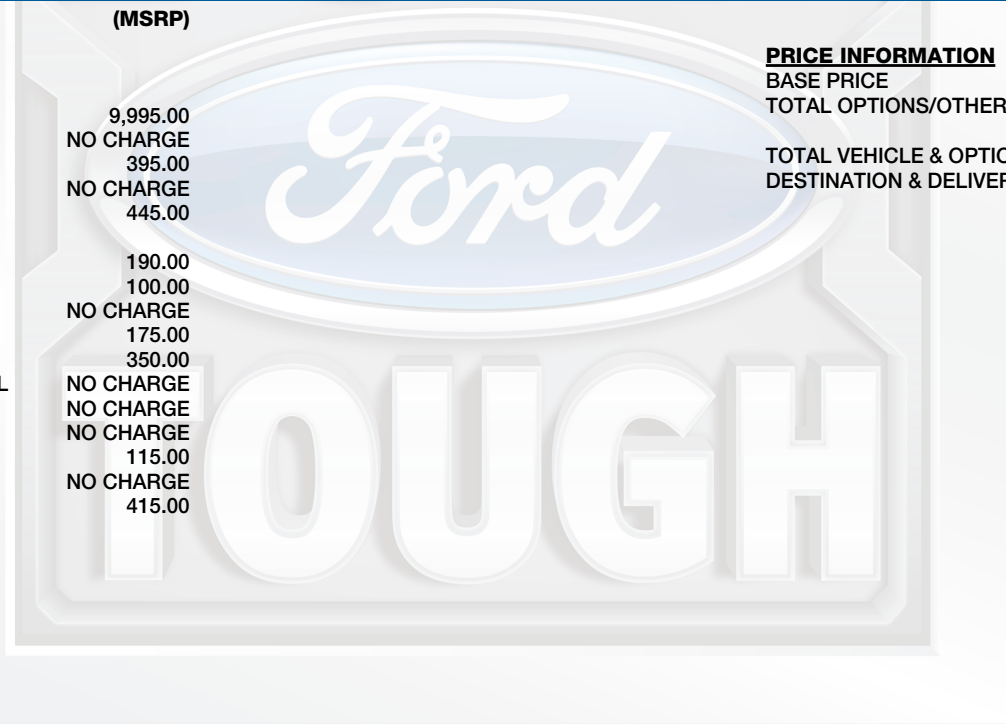 (MSRP)
9,995.00
NO CHARGE
395.00
NO CHARGE
445.00
190.00
100.00
NO CHARGE
175.00
350.00
L NO CHARGE
NO CHARGE
NO CHARGE
115.00
NO CHARGE
415.00
PRICE INFORMATION
BASE PRICE
TOTAL OPTIONS/OTHER
TOTAL VEHICLE & OPTIO
DESTINATION & DELIVER
Ford
TOUGH